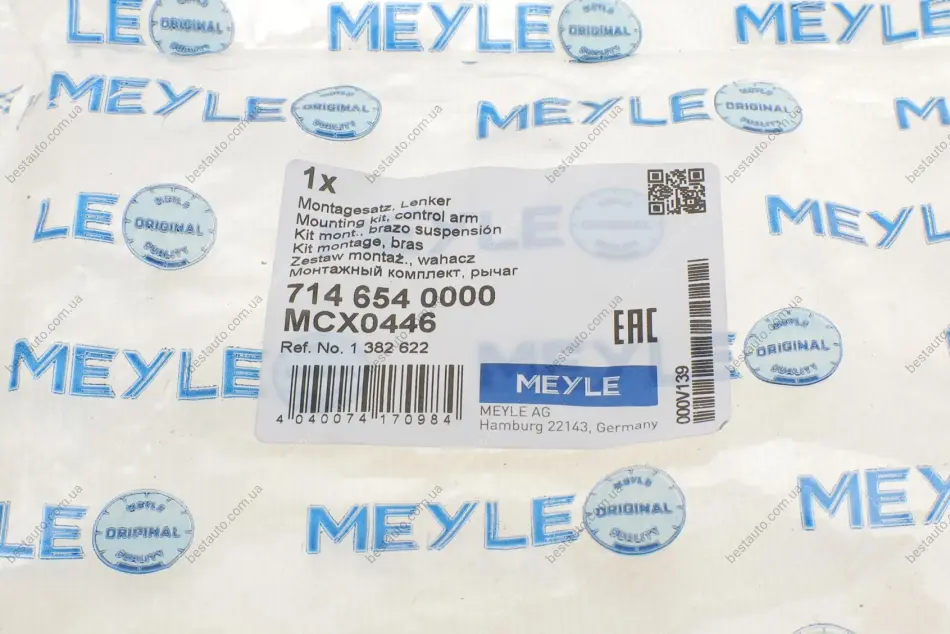 MEYLE ORIGINAL QUALITY
1x
Montagesatz, Lenker
Mounting kit, control arm
Kit mont., brazo suspensión
Kit montage, bras
Zestaw montaż., wahacz
Монтажный комплект, рычаг
714 654 0000
MCX0446
Ref. No. 1 382 622
EAC
MEYLE
MEYLE AG
Hamburg 22143, Germany
4 040074 170984
000V139
bestauto.com.ua